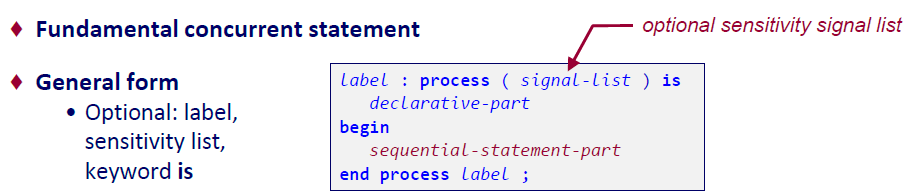 ♦ Fundamental concurrent statement
optional sensitivity signal list
♦ General form
• Optional: label,
sensitivity list,
keyword is
label : process ( signal-list ) is
declarative-part
begin
sequential-statement-part
end process label ;